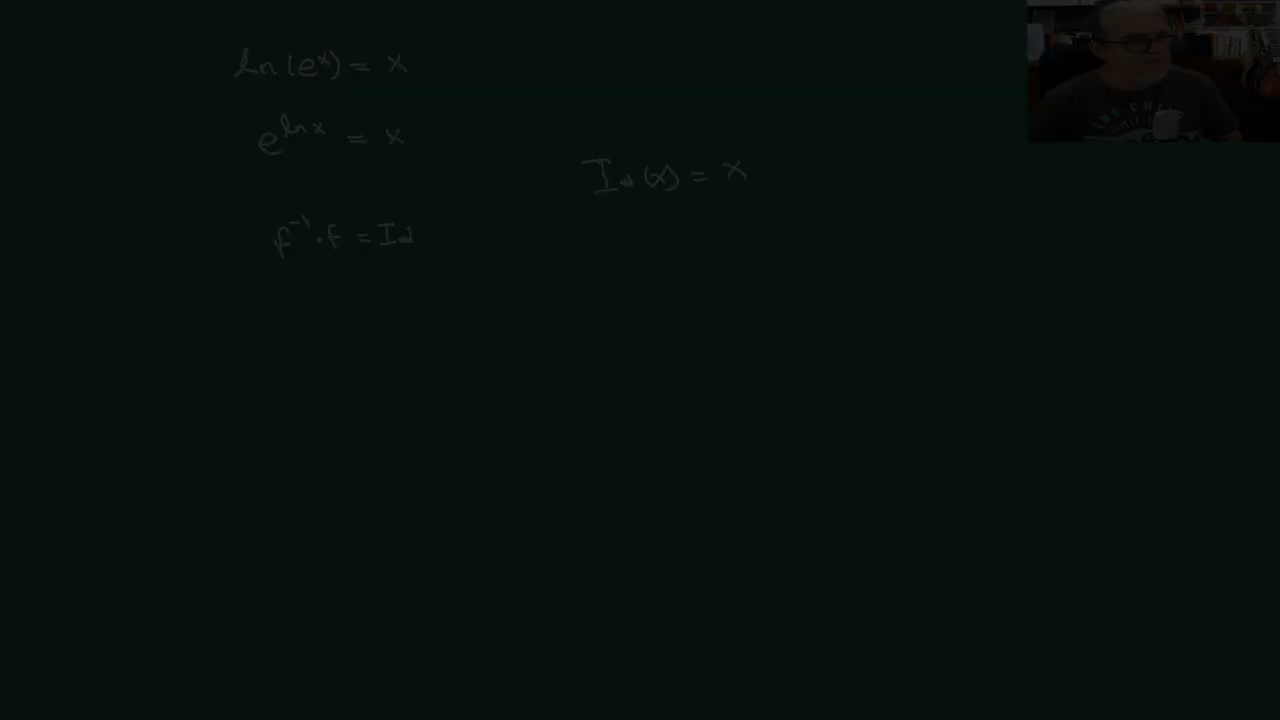 ln(eˣ) = x
e^{ln x} = x
Id(x) = x
f⁻¹ · f = Id